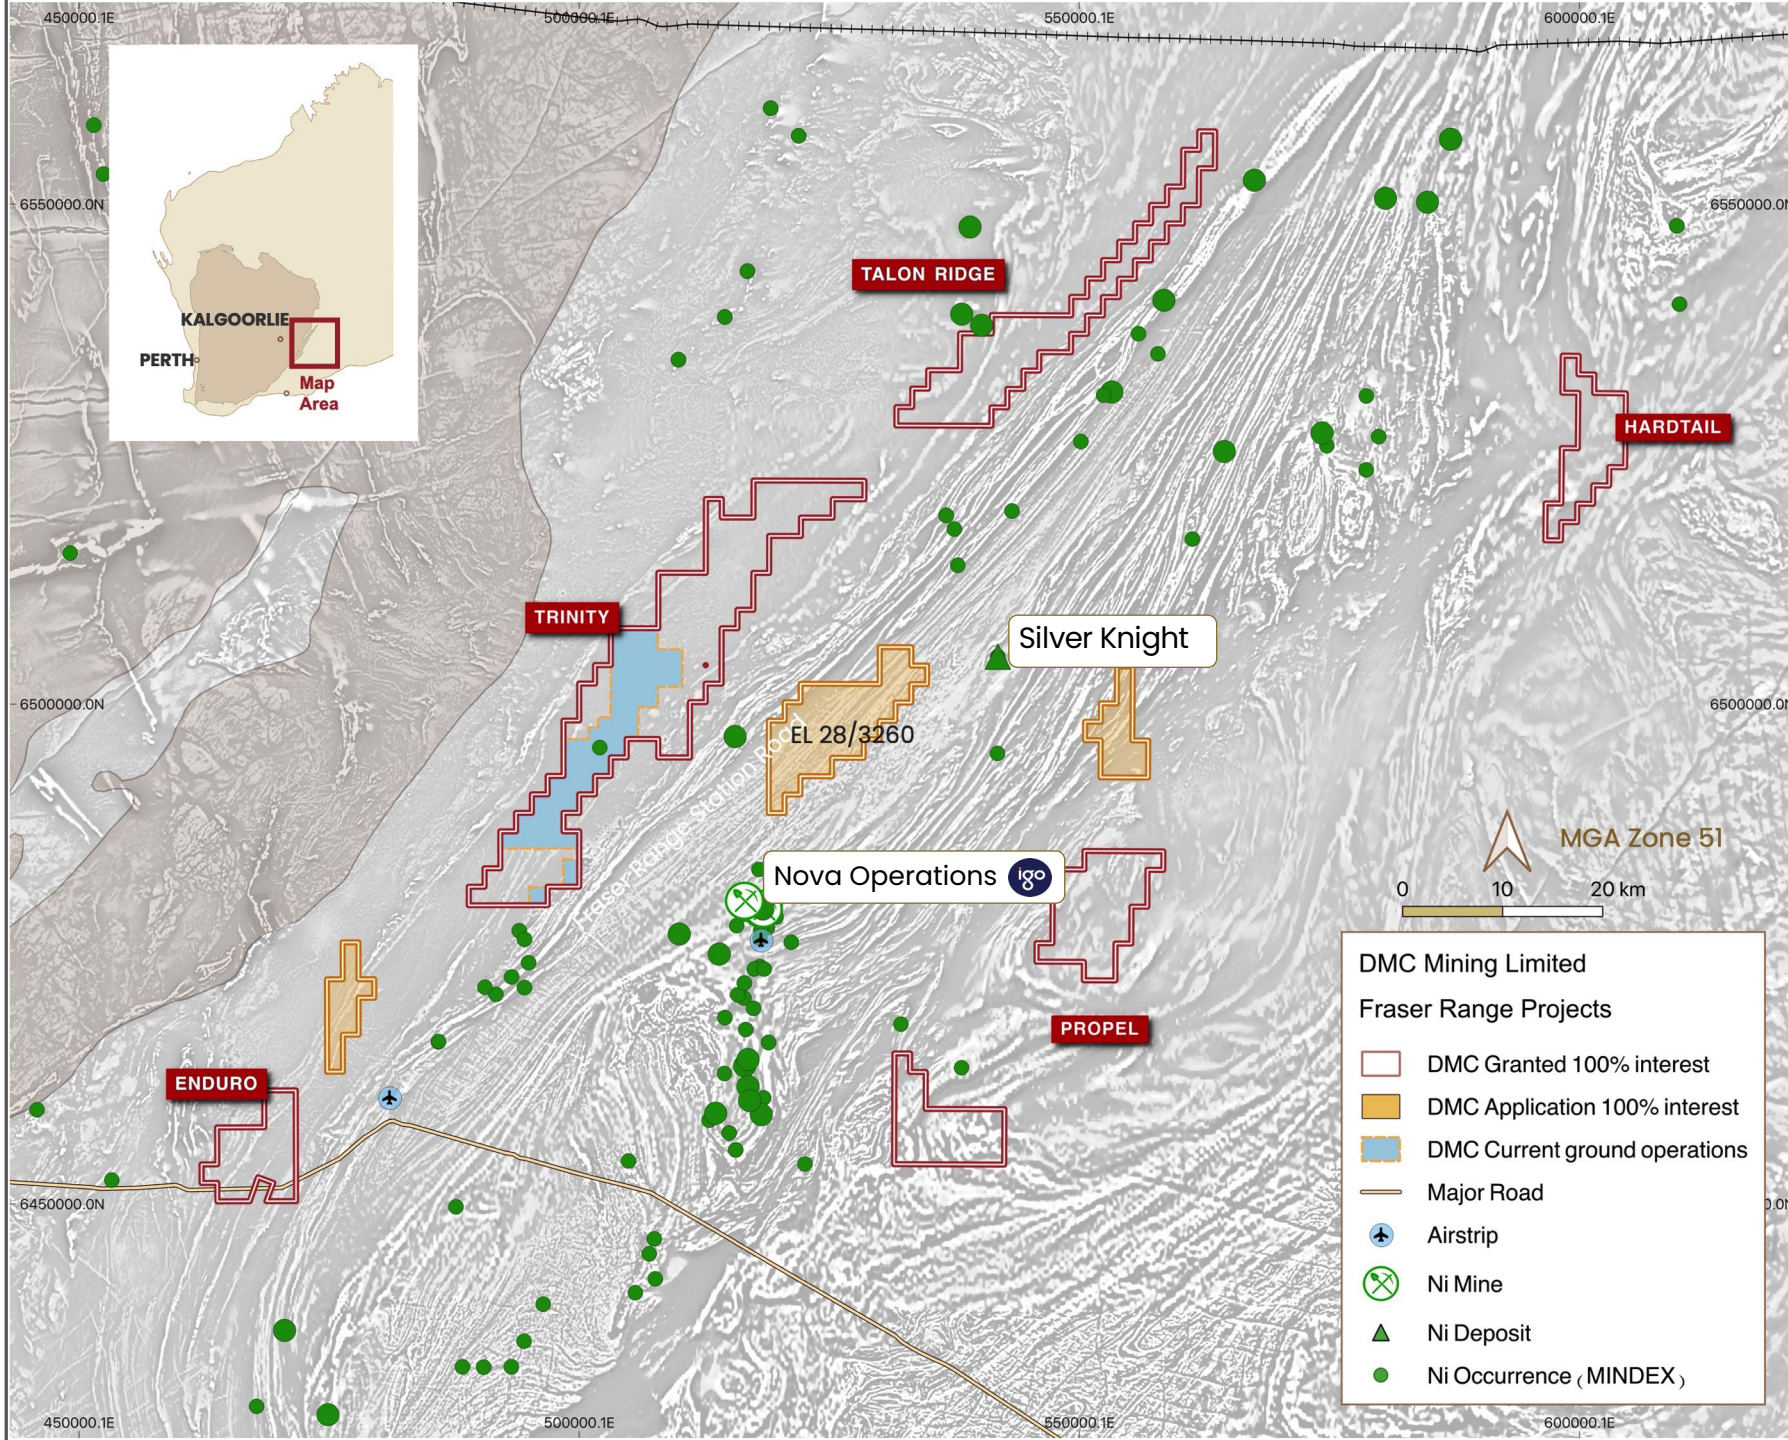 450000.1E
500000.1E
550000.1E
600000.1E
6550000.0N
6550000.0N
KALGOORLIE
PERTH
Map
Area
TALON RIDGE
HARDTAIL
TRINITY
Silver Knight
6500000.0N
6500000.0N
EL 28/3260
Fraser Range Station Road
MGA Zone 51
0 10 20 km
Nova Operations igo
PROPEL
ENDURO
6450000.0N
0.0N
DMC Mining Limited
Fraser Range Projects
DMC Granted 100% interest
DMC Application 100% interest
DMC Current ground operations
Major Road
Airstrip
Ni Mine
Ni Deposit
Ni Occurrence (MINDEX)
450000.1E
500000.1E
550000.1E
600000.1E